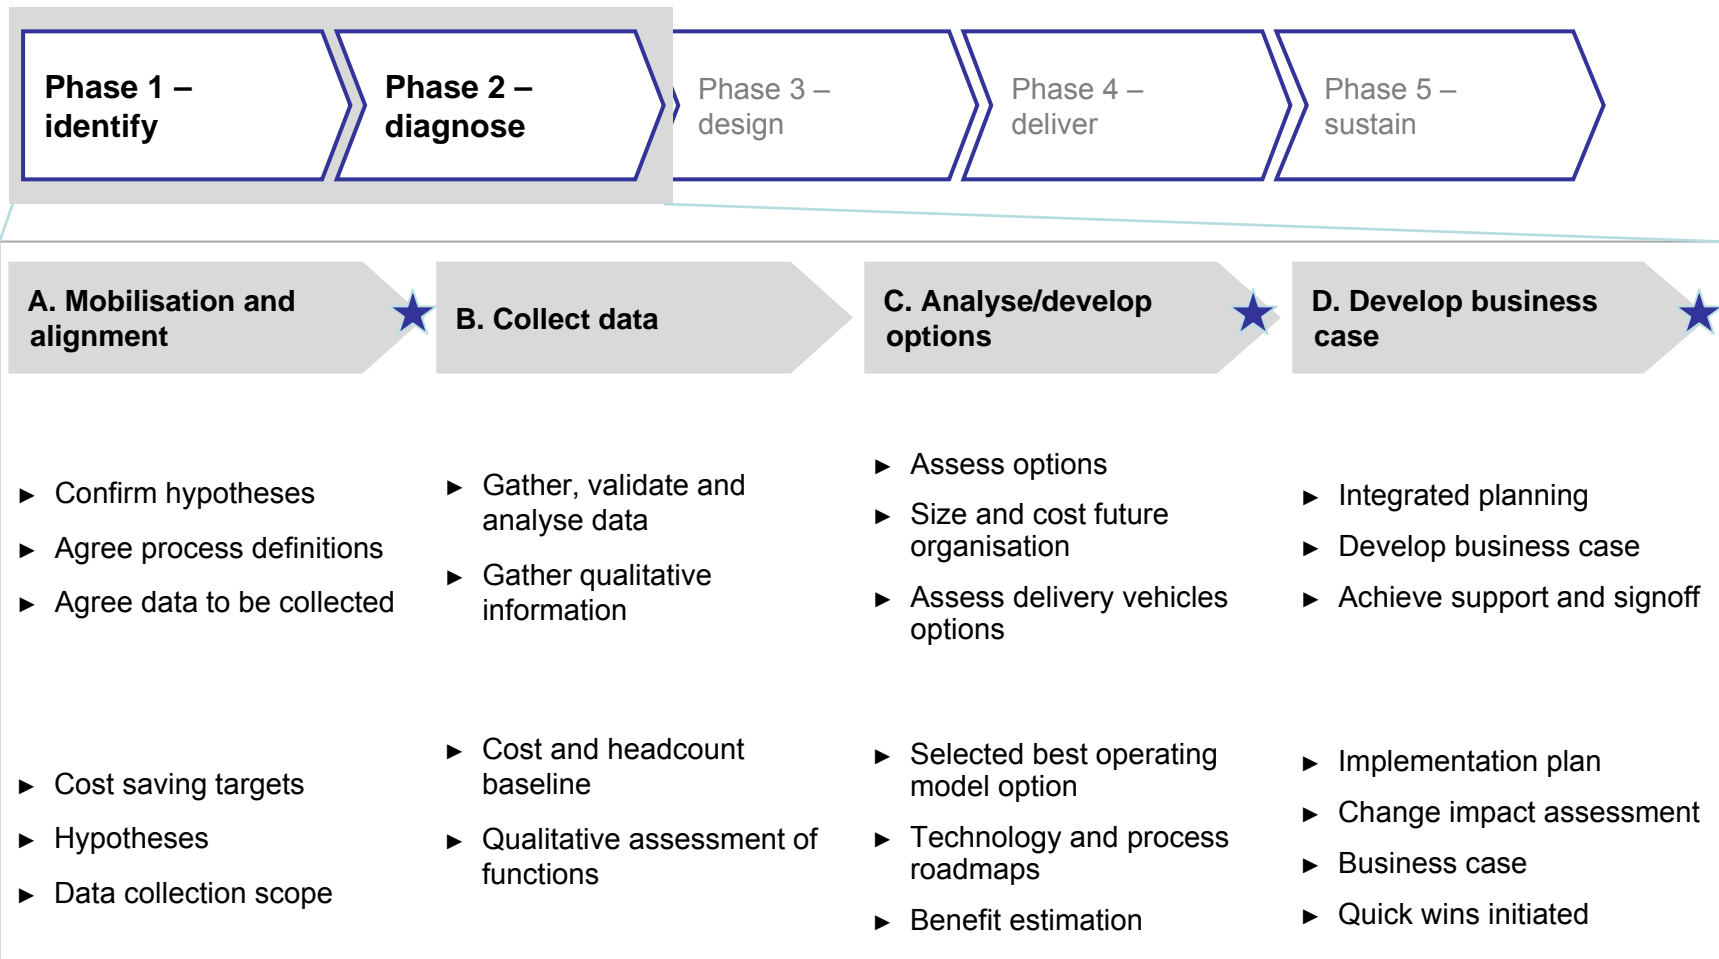 Phase 1 –
identify
Phase 2 –
diagnose
Phase 3 –
design
Phase 4 –
deliver
Phase 5 –
sustain
A. Mobilisation and
alignment
B. Collect data
C. Analyse/develop
options
D. Develop business
case
► Confirm hypotheses
► Agree process definitions
► Agree data to be collected
► Gather, validate and
analyse data
► Gather qualitative
information
► Assess options
► Size and cost future
organisation
► Assess delivery vehicles
options
► Integrated planning
► Develop business case
► Achieve support and signoff
► Cost saving targets
► Hypotheses
► Data collection scope
► Cost and headcount
baseline
► Qualitative assessment of
functions
► Selected best operating
model option
► Technology and process
roadmaps
► Benefit estimation
► Implementation plan
► Change impact assessment
► Business case
► Quick wins initiated